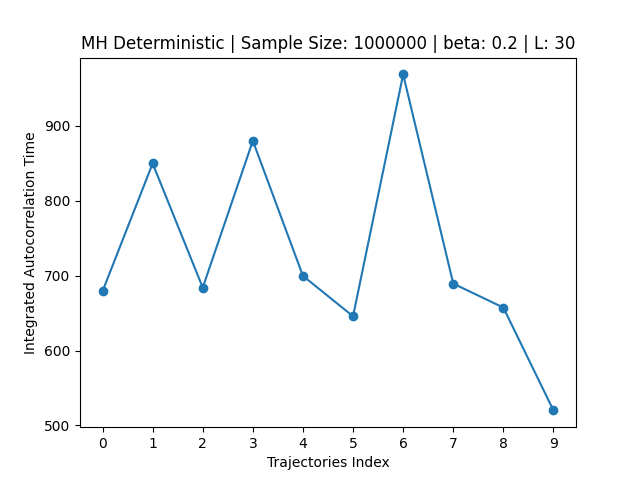 MH Deterministic | Sample Size: 1000000 | beta: 0.2 | L: 30
Integrated Autocorrelation Time
900
800
700
600
500
0 1 2 3 4 5 6 7 8 9
Trajectories Index